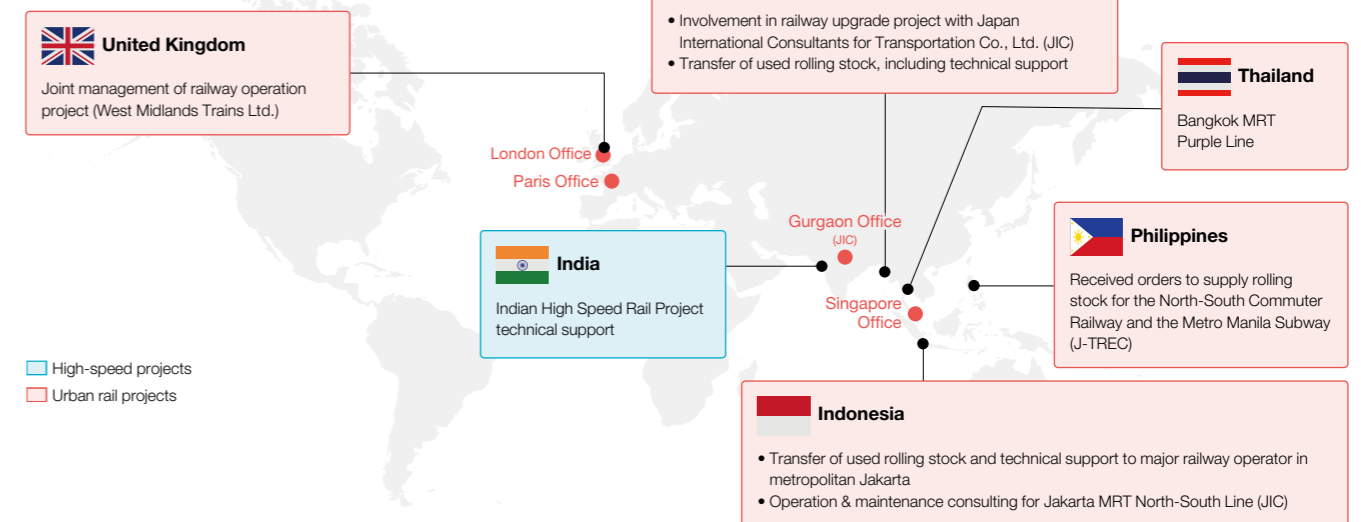 • Involvement in railway upgrade project with Japan
International Consultants for Transportation Co., Ltd. (JIC)
• Transfer of used rolling stock, including technical support
United Kingdom
Joint management of railway operation
project (West Midlands Trains Ltd.)
Thailand
Bangkok MRT
Purple Line
London Office
Paris Office
Gurgaon Office
(JIC)
Singapore
Office
India
Indian High Speed Rail Project
technical support
Philippines
Received orders to supply rolling
stock for the North-South Commuter
Railway and the Metro Manila Subway
(J-TREC)
High-speed projects
Urban rail projects
Indonesia
• Transfer of used rolling stock and technical support to major railway operator in
metropolitan Jakarta
• Operation & maintenance consulting for Jakarta MRT North-South Line (JIC)